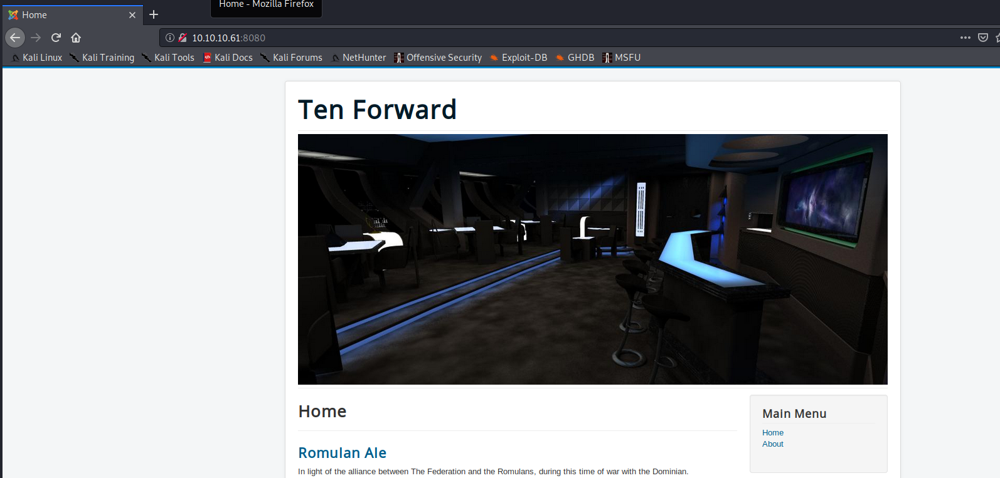 Home - Mozilla Firefox
Home
10.10.10.61:8080
Kali Linux Kali Training Kali Tools Kali Docs Kali Forums NetHunter Offensive Security Exploit-DB GHDB MSFU
Ten Forward
Home
Romulan Ale
In light of the alliance between The Federation and the Romulans, during this time of war with the Dominian.
Main Menu
Home
About